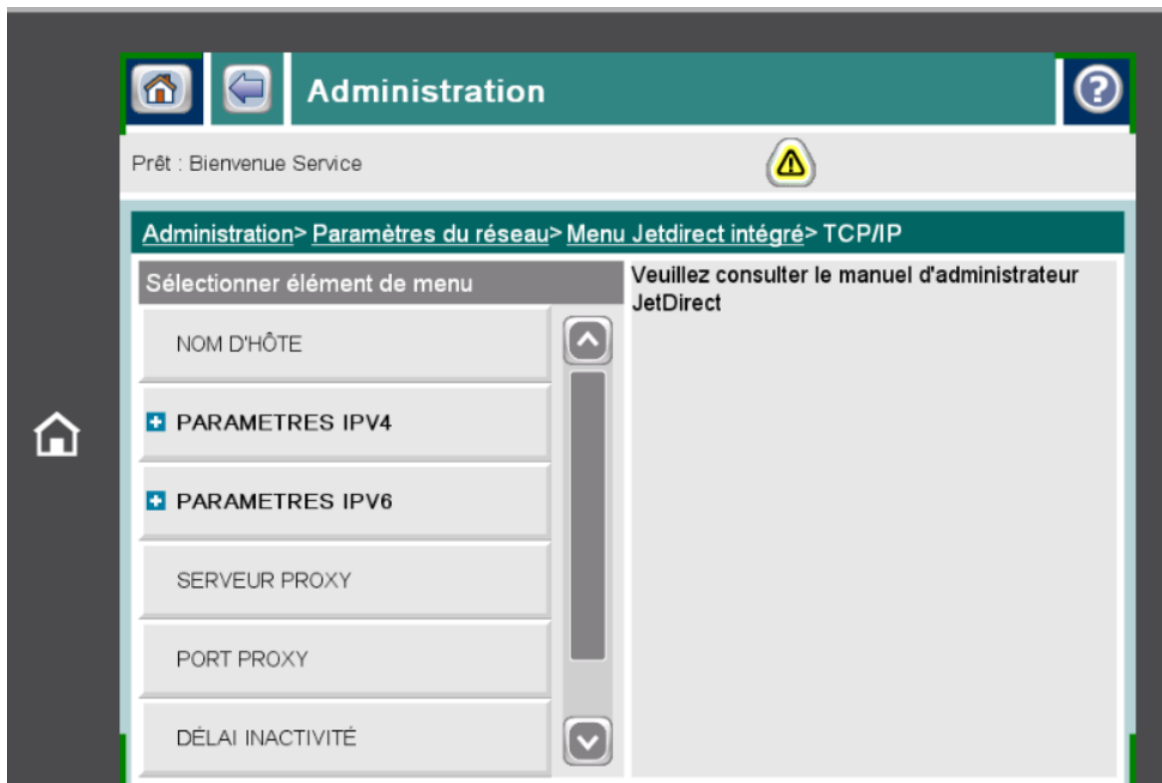 Administration
Prêt : Bienvenue Service
Administration> Paramètres du réseau> Menu Jetdirect intégré> TCP/IP
Sélectionner élément de menu
Veuillez consulter le manuel d'administrateur
JetDirect
NOM D'HÔTE
PARAMETRES IPV4
PARAMETRES IPV6
SERVEUR PROXY
PORT PROXY
DÉLAI INACTIVITÉ